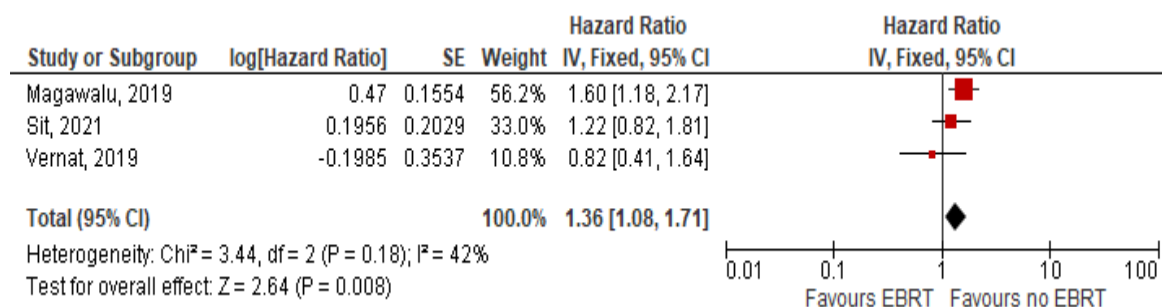 Hazard Ratio Hazard Ratio
Study or Subgroup log[Hazard Ratio] SE Weight IV, Fixed, 95% CI IV, Fixed, 95% CI
Magawalu, 2019 0.47 0.1554 56.2% 1.60 [1.18, 2.17]
Sit, 2021 0.1956 0.2029 33.0% 1.22 [0.82, 1.81]
Vernat, 2019 -0.1985 0.3537 10.8% 0.82 [0.41, 1.64]
Total (95% CI) 100.0% 1.36 [1.08, 1.71]
Heterogeneity: Chi² = 3.44, df = 2 (P = 0.18); I² = 42%
Test for overall effect: Z = 2.64 (P = 0.008)
0.01 0.1 1 10 100
Favours EBRT Favours no EBRT